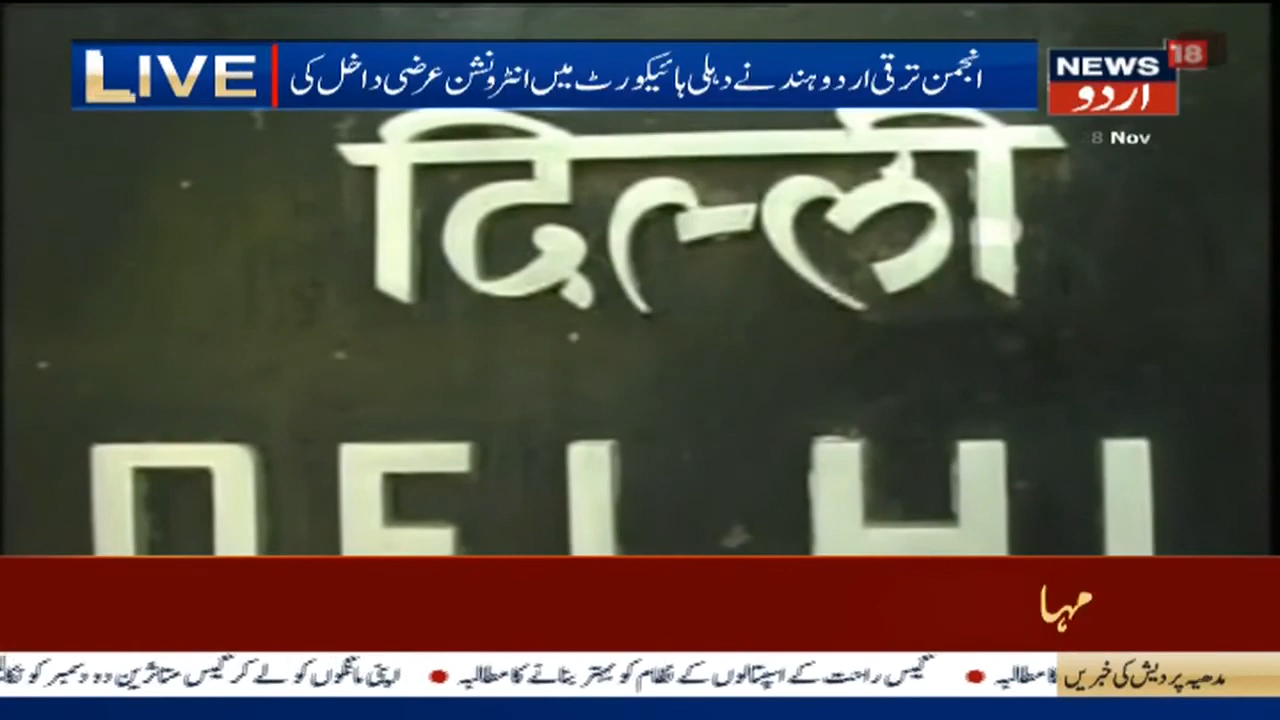 LIVE
انجمن ترقی اردو ہند نے دہلی ہائیکورٹ میں انٹرونشن عرضی داخل کی
NEWS 18
اردو
8 Nov
दिल्ली
DELHI
مہا
مدھیہ پردیش کی خبریں
کا مطالبہ • گیس راحت کے اسپتالوں کے نظام کو بہتر بنانے کا مطالبہ • اپنی مانگوں کو لے کر گیس متاثرین دو دسمبر کو